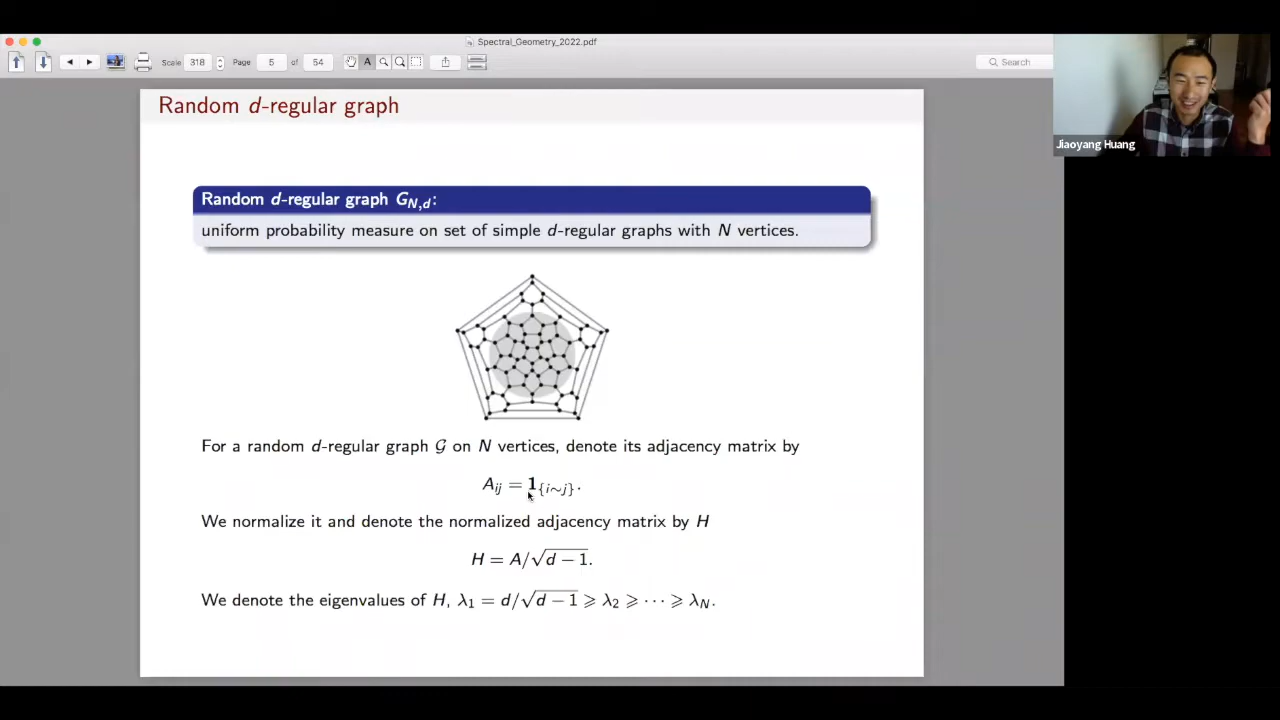 Spectral_Geometry_2022.pdf
Scale 318 Page 5 of 54 A Search
Random d-regular graph
Jiaoyang Huang
Random d-regular graph G_{N,d}:
uniform probability measure on set of simple d-regular graphs with N vertices.
For a random d-regular graph 𝒢 on N vertices, denote its adjacency matrix by
A_{ij} = 1_{\{i∼j\}}.
We normalize it and denote the normalized adjacency matrix by H
H = A/√(d − 1).
We denote the eigenvalues of H, λ_1 = d/√(d − 1) ⩾ λ_2 ⩾ ··· ⩾ λ_N.